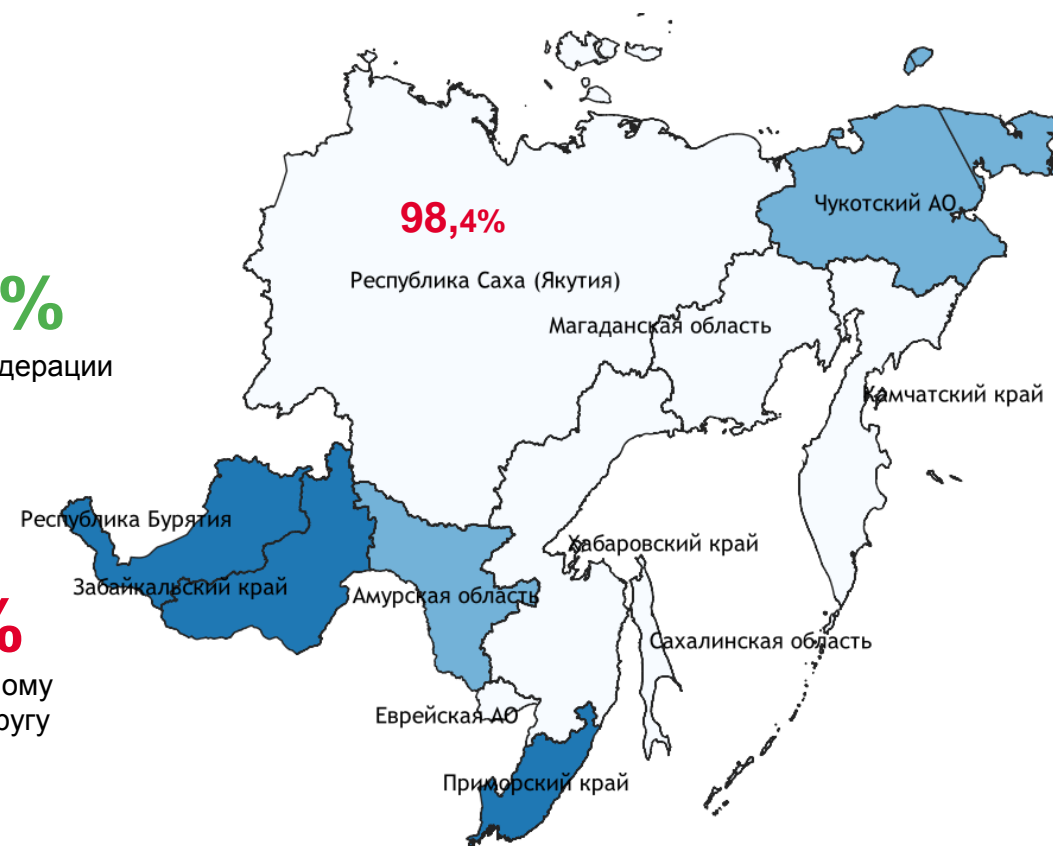 98,4%
Чукотский АО
%
Республика Саха (Якутия)
Магаданская область
дерации
Камчатский край
Республика Бурятия
Хабаровский край
Забайкальский край
Амурская область
%
Сахалинская область
ому
ругу
Еврейская АО
Приморский край